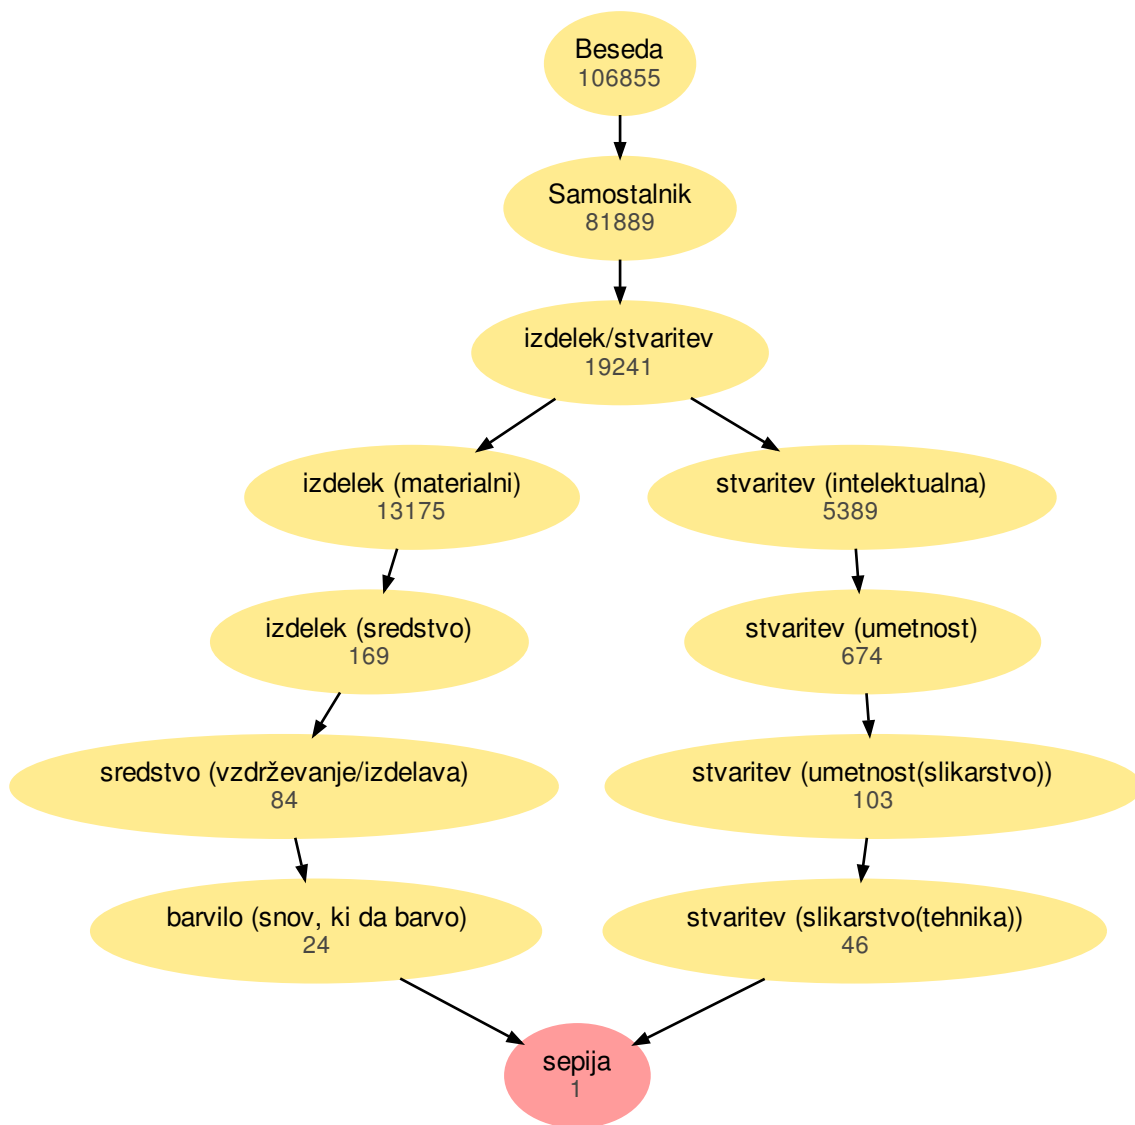 Beseda
106855
Samostalnik
81889
izdelek/stvaritev
19241
izdelek (materialni)
13175
stvaritev (intelektualna)
5389
izdelek (sredstvo)
169
stvaritev (umetnost)
674
sredstvo (vzdrževanje/izdelava)
84
stvaritev (umetnost(slikarstvo))
103
barvilo (snov, ki da barvo)
24
stvaritev (slikarstvo(tehnika))
46
sepija
1